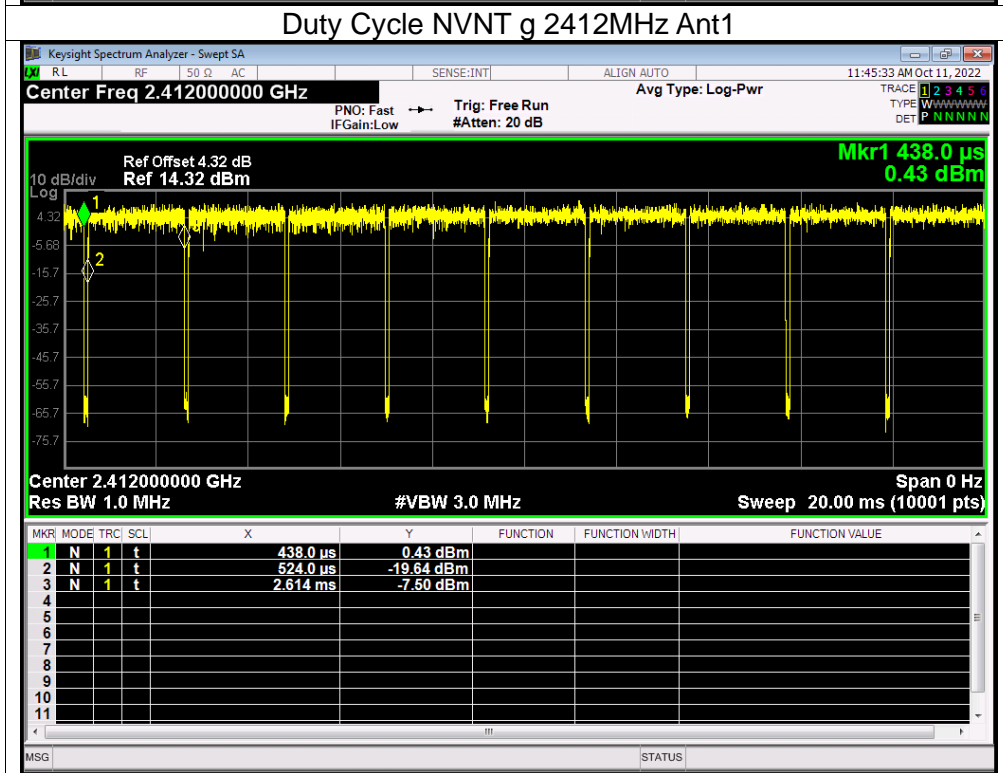 Duty Cycle NVNT g 2412MHz Ant1
Keysight Spectrum Analyzer - Swept SA
LXI RL RF 50 Ω AC SENSE:INT ALIGN AUTO 11:45:33 AM Oct 11, 2022
Center Freq 2.412000000 GHz Avg Type: Log-Pwr TRACE 1 2 3 4 5 6
PNO: Fast Trig: Free Run TYPE WWWWWW
IFGain:Low #Atten: 20 dB DET P N N N N N
Mkr1 438.0 µs
Ref Offset 4.32 dB
10 dB/div Ref 14.32 dBm 0.43 dBm
Log
1
4.32
-5.68
2
-15.7
-25.7
-35.7
-45.7
-55.7
-65.7
-75.7
Center 2.412000000 GHz Span 0 Hz
Res BW 1.0 MHz #VBW 3.0 MHz Sweep 20.00 ms (10001 pts)
MKR MODE TRC SCL X Y FUNCTION FUNCTION WIDTH FUNCTION VALUE
1 N 1 t 438.0 µs 0.43 dBm
2 N 1 t 524.0 µs -19.64 dBm
3 N 1 t 2.614 ms -7.50 dBm
4
5
6
7
8
9
10
11
MSG STATUS